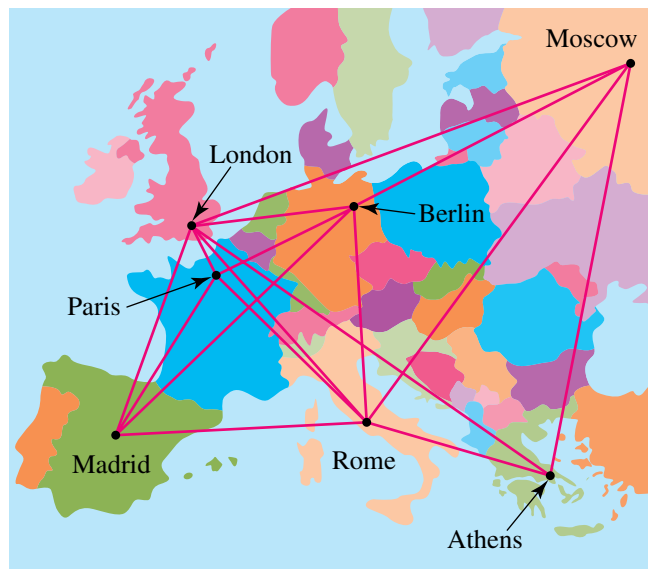 Moscow
London
Berlin
Paris
Madrid
Rome
Athens